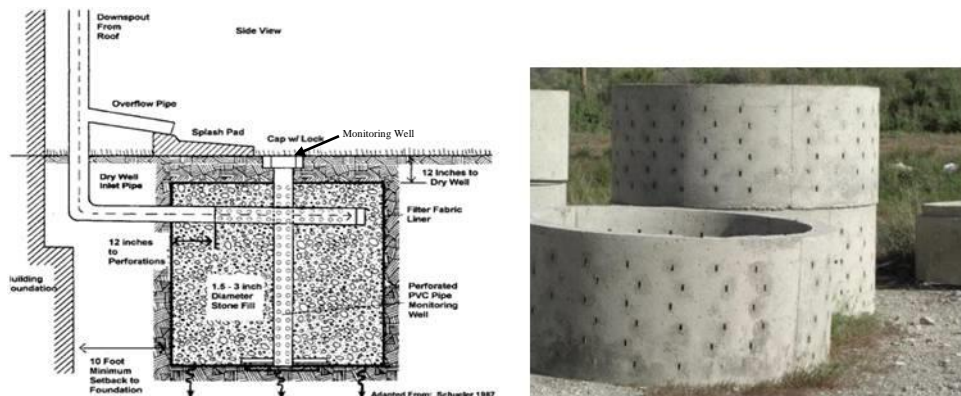 Downspout
From
Roof
Side View
Overflow Pipe
Splash Pad
Cap w/ Lock
Monitoring Well
Dry Well
Inlet Pipe
12 Inches to
Dry Well
Filter Fabric
Liner
12 inches
to
Perforations
1.5 - 3 inch
Diameter
Stone Fill
Building
Foundation
Perforated
PVC Pipe
Monitoring
Well
10 Foot
Minimum
Setback to
Foundation
Adapted From: Schueler 1987